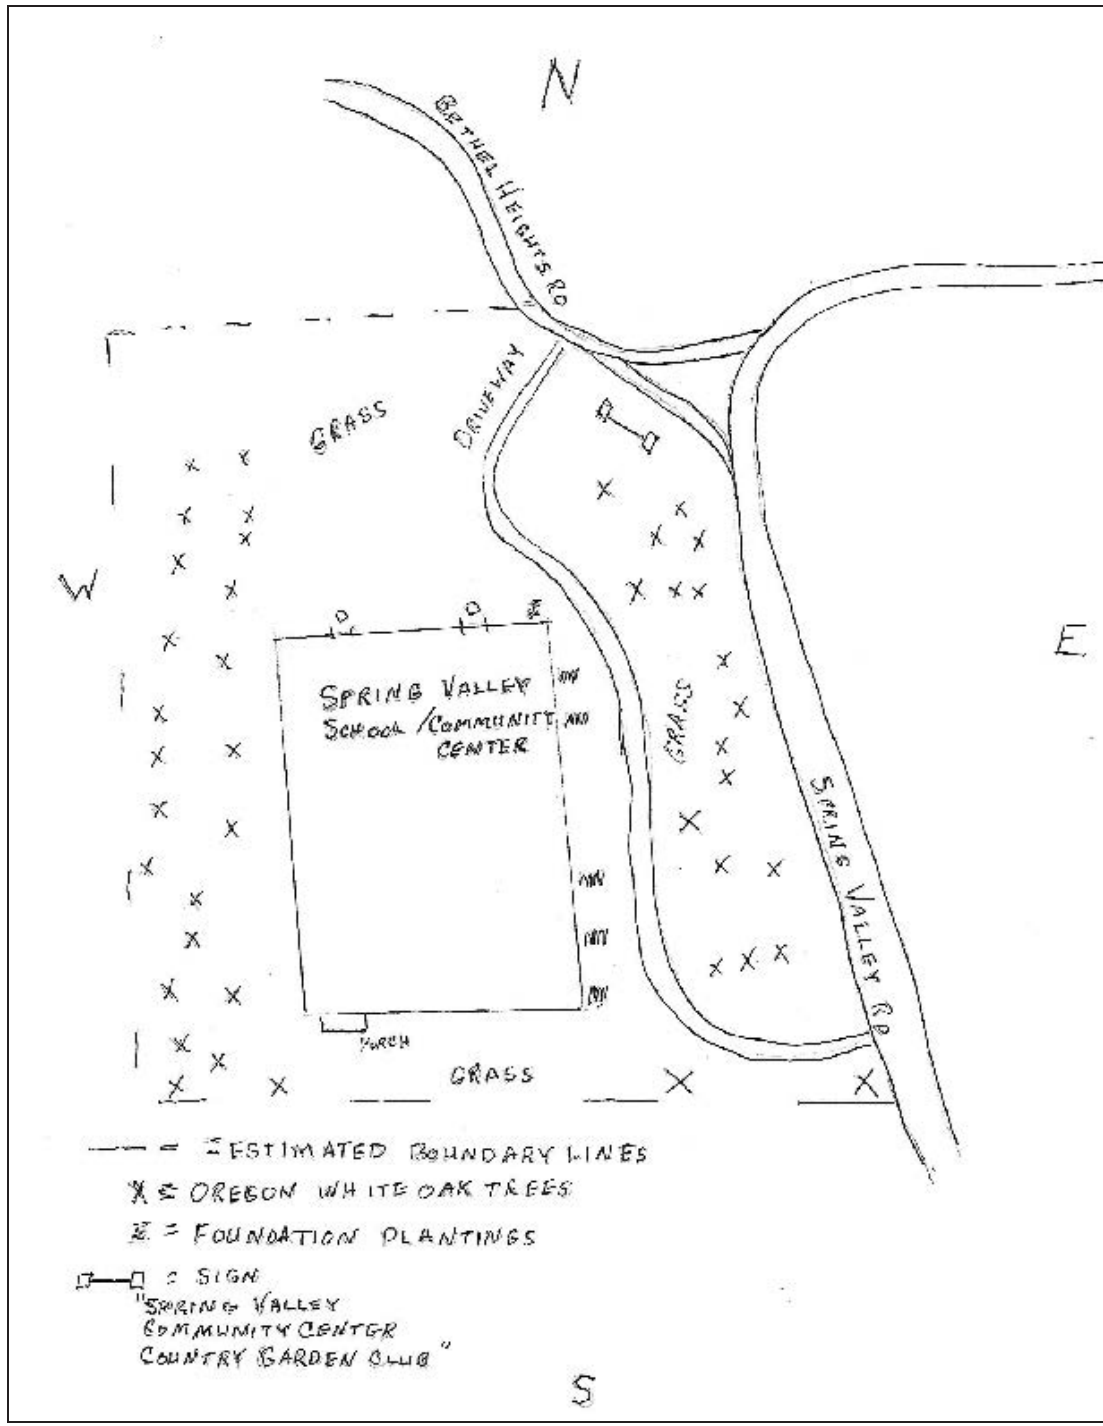 N
BETHEL HEIGHTS RD
DRIVEWAY
GRASS
W
D
D
E
SPRING VALLEY
SCHOOL/COMMUNITY
CENTER
GRASS
SPRING VALLEY RD
PORCH
GRASS
= ESTIMATED BOUNDARY LINES
X = OREGON WHITE OAK TREES
= FOUNDATION PLANTINGS
= SIGN
"SPRING VALLEY
COMMUNITY CENTER
COUNTRY GARDEN CLUB"
S